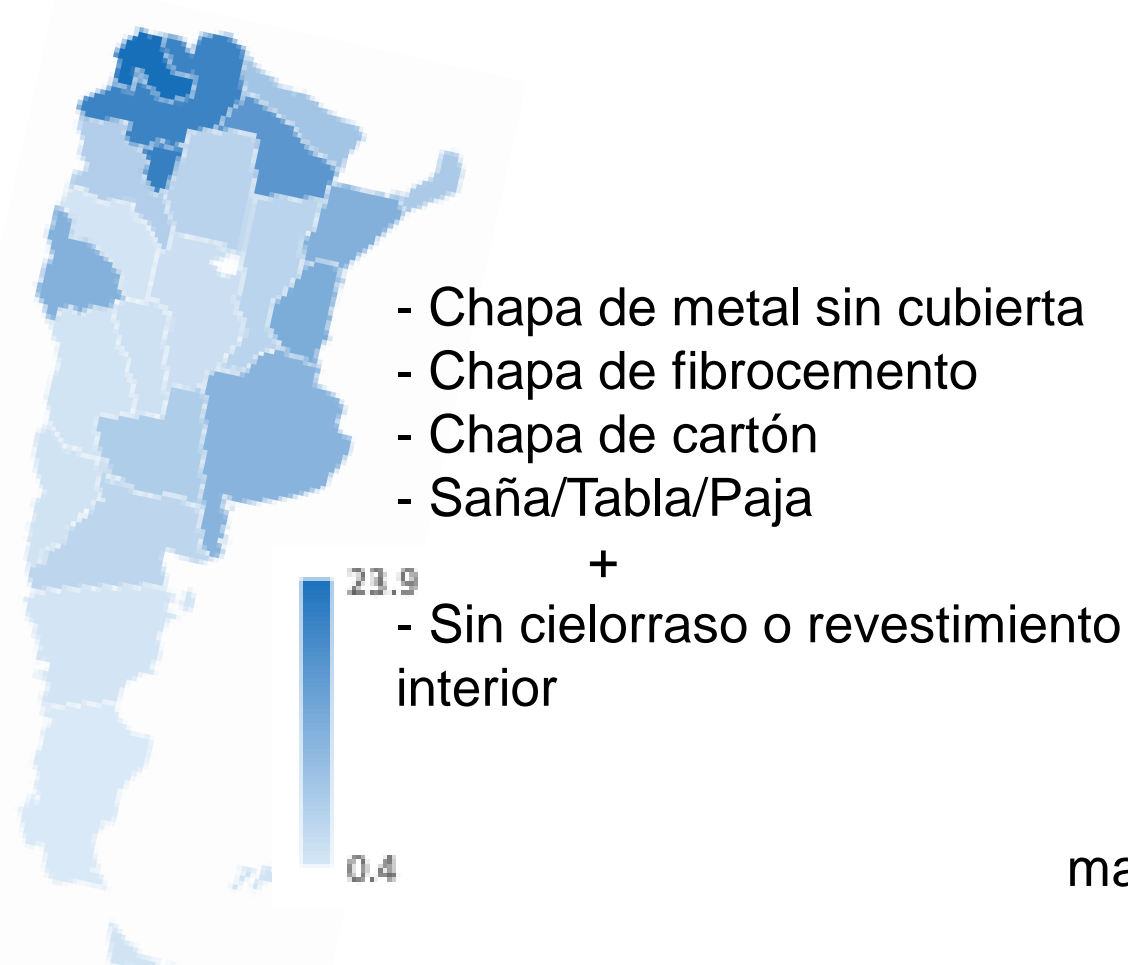 - Chapa de metal sin cubierta
- Chapa de fibrocemento
- Chapa de cartón
- Saña/Tabla/Paja
+
23.9
- Sin cielorraso o revestimiento
interior
0.4
ma